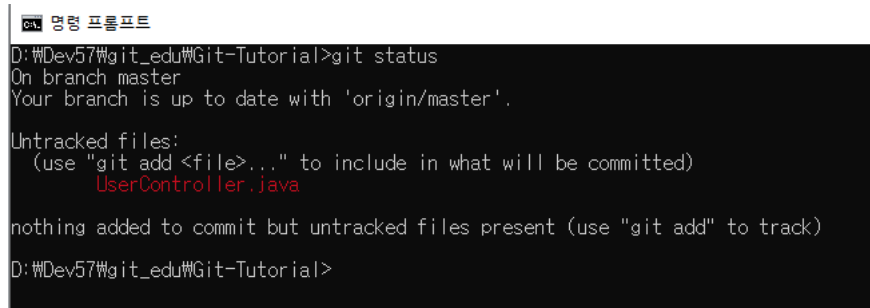 명령 프롬프트
D:₩Dev57₩git_edu₩Git-Tutorial>git status
On branch master
Your branch is up to date with 'origin/master'.
Untracked files:
(use "git add <file>..." to include in what will be committed)
UserController.java
nothing added to commit but untracked files present (use "git add" to track)
D:₩Dev57₩git_edu₩Git-Tutorial>